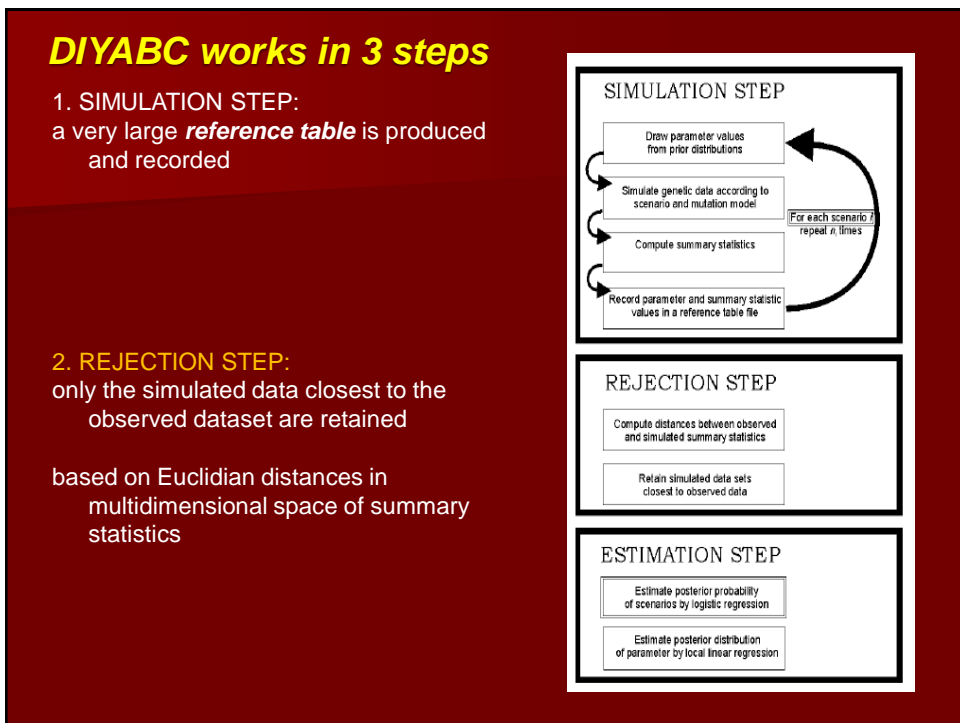 DIYABC works in 3 steps
1. SIMULATION STEP:
a very large reference table is produced
and recorded
2. REJECTION STEP:
only the simulated data closest to the
observed dataset are retained
based on Euclidian distances in
multidimensional space of summary
statistics
SIMULATION STEP
Draw parameter values
from prior distributions
Simulate genetic data according to
scenario and mutation model
For each scenario i
repeat nᵢ times
Compute summary statistics
Record parameter and summary statistic
values in a reference table file
REJECTION STEP
Compute distances between observed
and simulated summary statistics
Retain simulated data sets
closest to observed data
ESTIMATION STEP
Estimate posterior probability
of scenarios by logistic regression
Estimate posterior distribution
of parameter by local linear regression